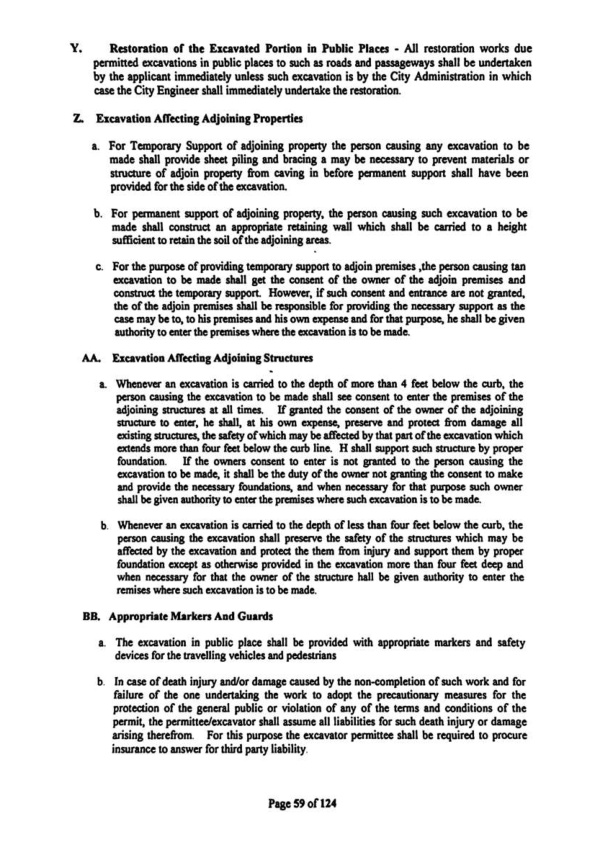 Y. Restoration of the Excavated Portion in Public Places - All restoration works due
permitted excavations in public places to such as roads and passageways shall be undertaken
by the applicant immediately unless such excavation is by the City Administration in which
case the City Engineer shall immediately undertake the restoration.
Z. Excavation Affecting Adjoining Properties
a. For Temporary Support of adjoining property the person causing any excavation to be
made shall provide sheet piling and bracing a may be necessary to prevent materials or
structure of adjoin property from caving in before permanent support shall have been
provided for the side of the excavation.
b. For permanent support of adjoining property, the person causing such excavation to be
made shall construct an appropriate retaining wall which shall be carried to a height
sufficient to retain the soil of the adjoining areas.
c. For the purpose of providing temporary support to adjoin premises ,the person causing tan
excavation to be made shall get the consent of the owner of the adjoin premises and
construct the temporary support. However, if such consent and entrance are not granted,
the of the adjoin premises shall be responsible for providing the necessary support as the
case may be to, to his premises and his own expense and for that purpose, he shall be given
authority to enter the premises where the excavation is to be made.
AA. Excavation Affecting Adjoining Structures
a. Whenever an excavation is carried to the depth of more than 4 feet below the curb, the
person causing the excavation to be made shall see consent to enter the premises of the
adjoining structures at all times. If granted the consent of the owner of the adjoining
structure to enter, he shall, at his own expense, preserve and protect from damage all
existing structures, the safety of which may be affected by that part of the excavation which
extends more than four feet below the curb line. H shall support such structure by proper
foundation. If the owners consent to enter is not granted to the person causing the
excavation to be made, it shall be the duty of the owner not granting the consent to make
and provide the necessary foundations, and when necessary for that purpose such owner
shall be given authority to enter the premises where such excavation is to be made.
b. Whenever an excavation is carried to the depth of less than four feet below the curb, the
person causing the excavation shall preserve the safety of the structures which may be
affected by the excavation and protect the them from injury and support them by proper
foundation except as otherwise provided in the excavation more than four feet deep and
when necessary for that the owner of the structure hall be given authority to enter the
remises where such excavation is to be made.
BB. Appropriate Markers And Guards
a. The excavation in public place shall be provided with appropriate markers and safety
devices for the travelling vehicles and pedestrians
b. In case of death injury and/or damage caused by the non-completion of such work and for
failure of the one undertaking the work to adopt the precautionary measures for the
protection of the general public or violation of any of the terms and conditions of the
permit, the permittee/excavator shall assume all liabilities for such death injury or damage
arising therefrom. For this purpose the excavator permittee shall be required to procure
insurance to answer for third party liability.
Page 59 of 124